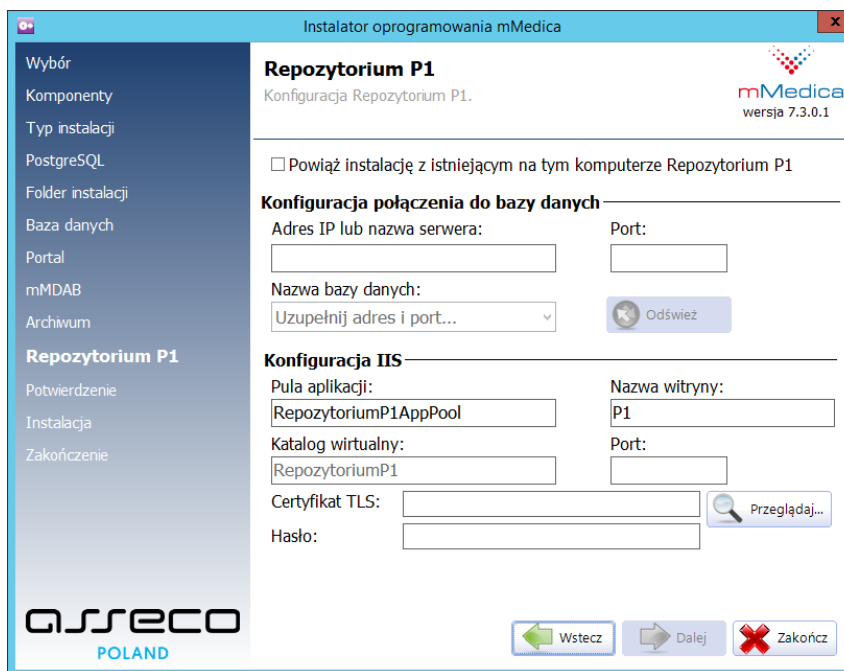 Instalator oprogramowania mMedica
x
Wybór
Komponenty
Typ instalacji
PostgreSQL
Folder instalacji
Baza danych
Portal
mMDAB
Archiwum
Repozytorium P1
Potwierdzenie
Instalacja
Zakończenie
asseco
POLAND
Repozytorium P1
Konfiguracja Repozytorium P1.
mMedica
wersja 7.3.0.1
Powiąż instalację z istniejącym na tym komputerze Repozytorium P1
Konfiguracja połączenia do bazy danych
Adres IP lub nazwa serwera: Port:
Nazwa bazy danych:
Uzupełnij adres i port... Odśwież
Konfiguracja IIS
Pula aplikacji: Nazwa witryny:
RepozytoriumP1AppPool P1
Katalog wirtualny: Port:
RepozytoriumP1
Certyfikat TLS: Przeglądaj...
Hasło:
Wstecz Dalej Zakończ